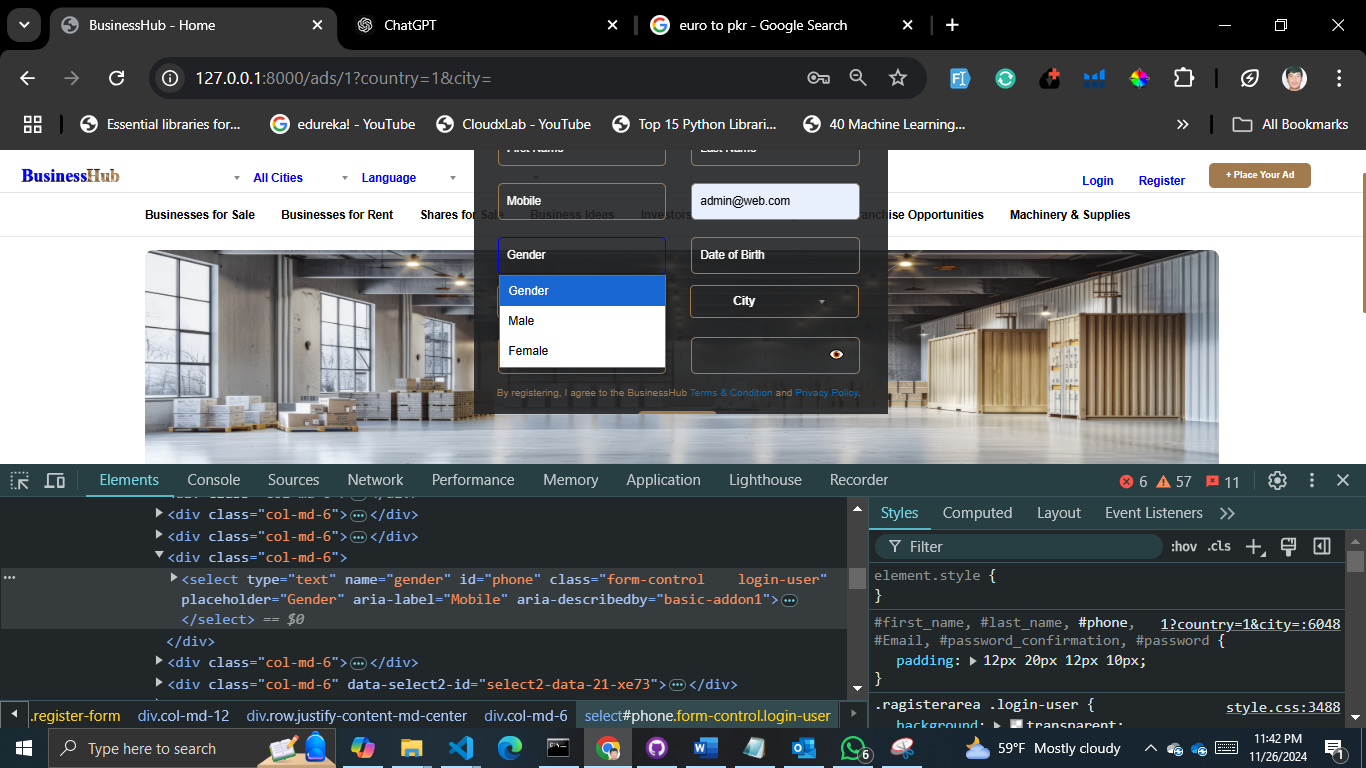 BusinessHub - Home
ChatGPT
euro to pkr - Google Search
127.0.0.1:8000/ads/1?country=1&city=
Essential libraries for...
edureka! - YouTube
CloudxLab - YouTube
Top 15 Python Librari...
40 Machine Learning...
»
All Bookmarks
First Name
Last Name
BusinessHub
All Cities
Language
Login
Register
+ Place Your Ad
Mobile
admin@web.com
Businesses for Sale
Businesses for Rent
Shares for Sale
Business Ideas
Investors
Franchise Opportunities
Machinery & Supplies
Gender
Date of Birth
Gender
City
Male
Female
By registering, I agree to the BusinessHub Terms & Condition and Privacy Policy.
Elements
Console
Sources
Network
Performance
Memory
Application
Lighthouse
Recorder
6
57
11
<div class="col-md-6">…</div>
<div class="col-md-6">…</div>
<div class="col-md-6">…</div>
<div class="col-md-6">
<select type="text" name="gender" id="phone" class="form-control    login-user"
placeholder="Gender" aria-label="Mobile" aria-describedby="basic-addon1">…
</select> == $0
</div>
<div class="col-md-6">…</div>
<div class="col-md-6" data-select2-id="select2-data-21-xe73">…</div>
.register-form
div.col-md-12
div.row.justify-content-md-center
div.col-md-6
select#phone.form-control.login-user
Styles
Computed
Layout
Event Listeners
»
Filter
:hov
.cls
element.style {
}
#first_name, #last_name, #phone, 1?country=1&city=:6048
#Email, #password_confirmation, #password {
padding: 12px 20px 12px 10px;
}
.ragisterarea .login-user { style.css:3488
background: transparent;
Type here to search
6
59°F Mostly cloudy
11:42 PM
11/26/2024
1